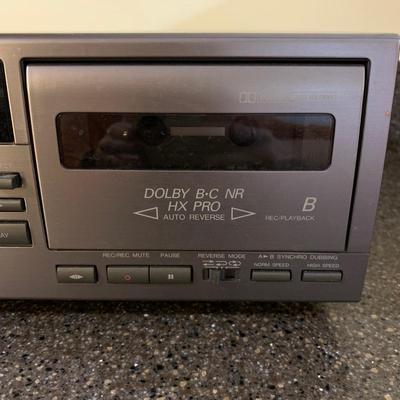 DOLBY B·C NR
HX PRO
AUTO REVERSE
B
REC/PLAYBACK
REC/REC MUTE
PAUSE
REVERSE MODE
A▶B SYNCHRO DUBBING
NORM SPEED
HIGH SPEED